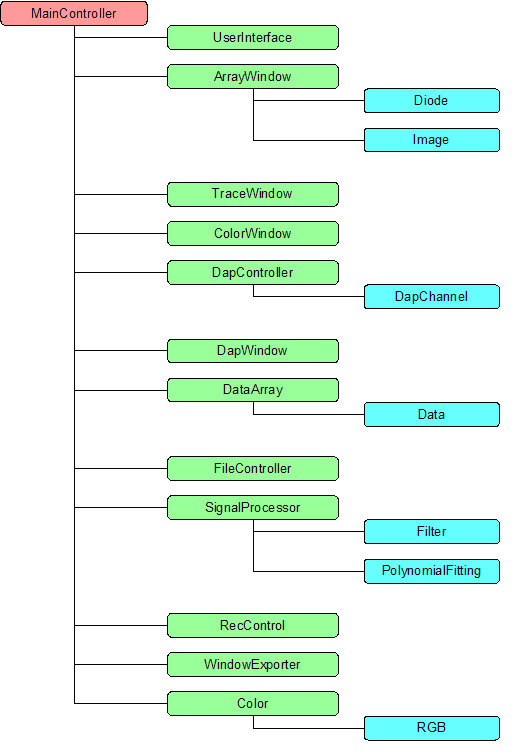 MainController
UserInterface
ArrayWindow
Diode
Image
TraceWindow
ColorWindow
DapController
DapChannel
DapWindow
DataArray
Data
FileController
SignalProcessor
Filter
PolynomialFitting
RecControl
WindowExporter
Color
RGB